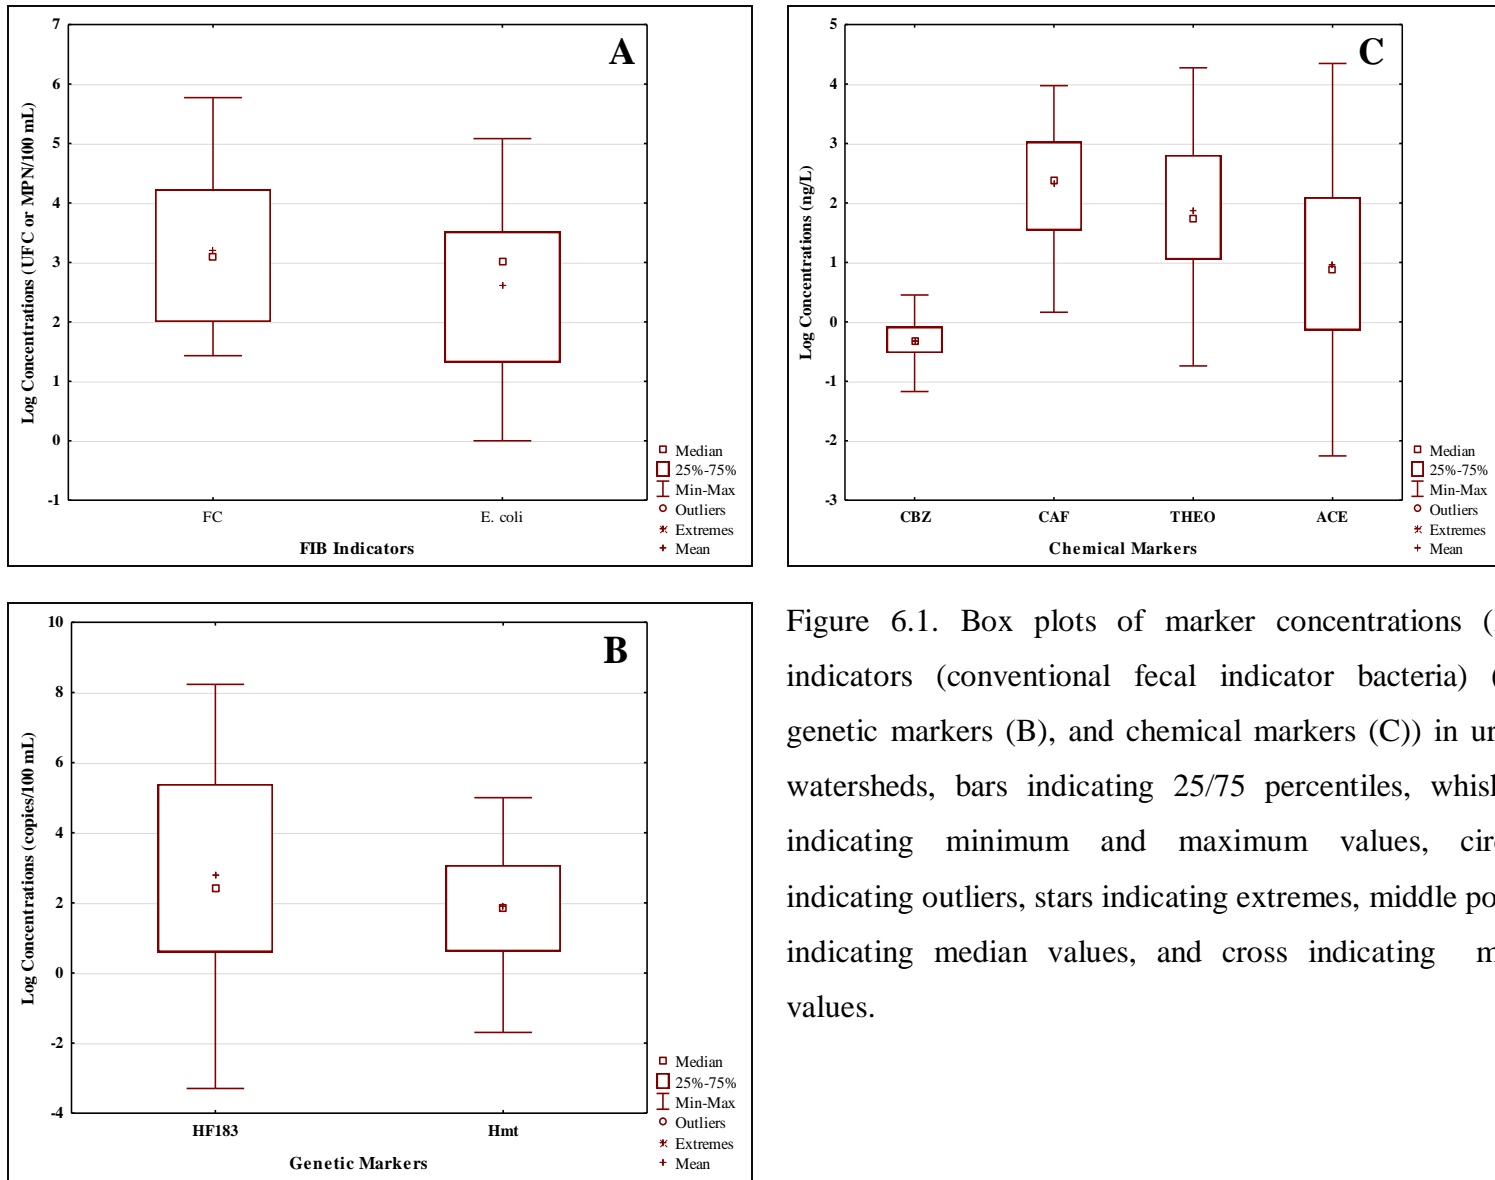 A
7
6
5
4
3
2
1
0
-1
Log Concentrations (UFC or MPN/100 mL)
FC
E. coli
FIB Indicators
Median
25%-75%
Min-Max
Outliers
Extremes
Mean
C
5
4
3
2
1
0
-1
-2
-3
Log Concentrations (ng/L)
CBZ
CAF
THEO
ACE
Chemical Markers
Median
25%-75%
Min-Max
Outliers
Extremes
Mean
B
10
8
6
4
2
0
-2
-4
Log Concentrations (copies/100 mL)
HF183
Hmt
Genetic Markers
Median
25%-75%
Min-Max
Outliers
Extremes
Mean
Figure 6.1. Box plots of marker concentrations (
indicators (conventional fecal indicator bacteria) (
genetic markers (B), and chemical markers (C)) in ur
watersheds, bars indicating 25/75 percentiles, whisk
indicating minimum and maximum values, circ
indicating outliers, stars indicating extremes, middle po
indicating median values, and cross indicating m
values.